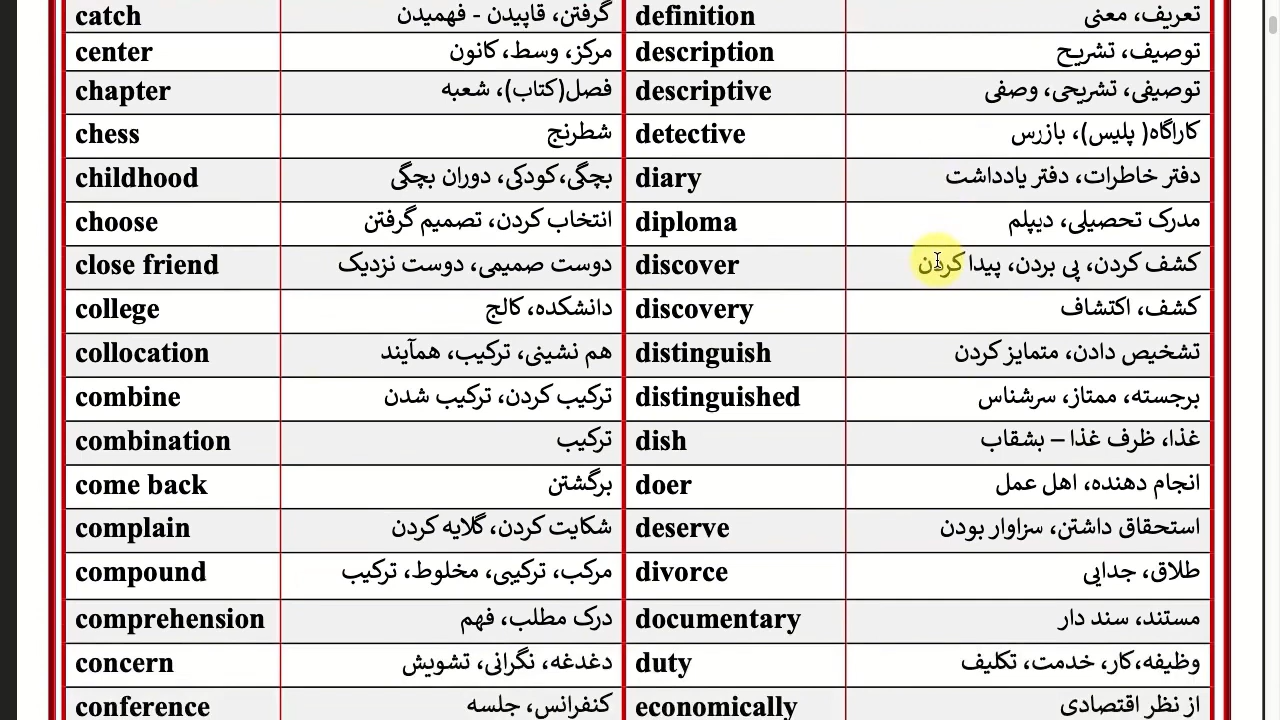 catch گرفتن، قاپیدن - فهمیدن definition تعریف، معنی
center مرکز، وسط، کانون description توصیف، تشریح
chapter فصل(کتاب)، شعبه descriptive توصیفی، تشریحی، وصفی
chess شطرنج detective کاراگاه( پلیس)، بازرس
childhood بچگی،کودکی، دوران بچگی diary دفتر خاطرات، دفتر یادداشت
choose انتخاب کردن، تصمیم گرفتن diploma مدرک تحصیلی، دیپلم
close friend دوست صمیمی، دوست نزدیک discover کشف کردن، پی بردن، پیدا کردن
college دانشکده، کالج discovery کشف، اکتشاف
collocation هم نشینی، ترکیب، همآیند distinguish تشخیص دادن، متمایز کردن
combine ترکیب کردن، ترکیب شدن distinguished برجسته، ممتاز، سرشناس
combination ترکیب dish غذا، ظرف غذا – بشقاب
come back برگشتن doer انجام دهنده، اهل عمل
complain شکایت کردن، گلایه کردن deserve استحقاق داشتن، سزاوار بودن
compound مرکب، ترکیبی، مخلوط، ترکیب divorce طلاق، جدایی
comprehension درک مطلب، فهم documentary مستند، سند دار
concern دغدغه، نگرانی، تشویش duty وظیفه،کار، خدمت، تکلیف
conference کنفرانس، جلسه economically از نظر اقتصادی